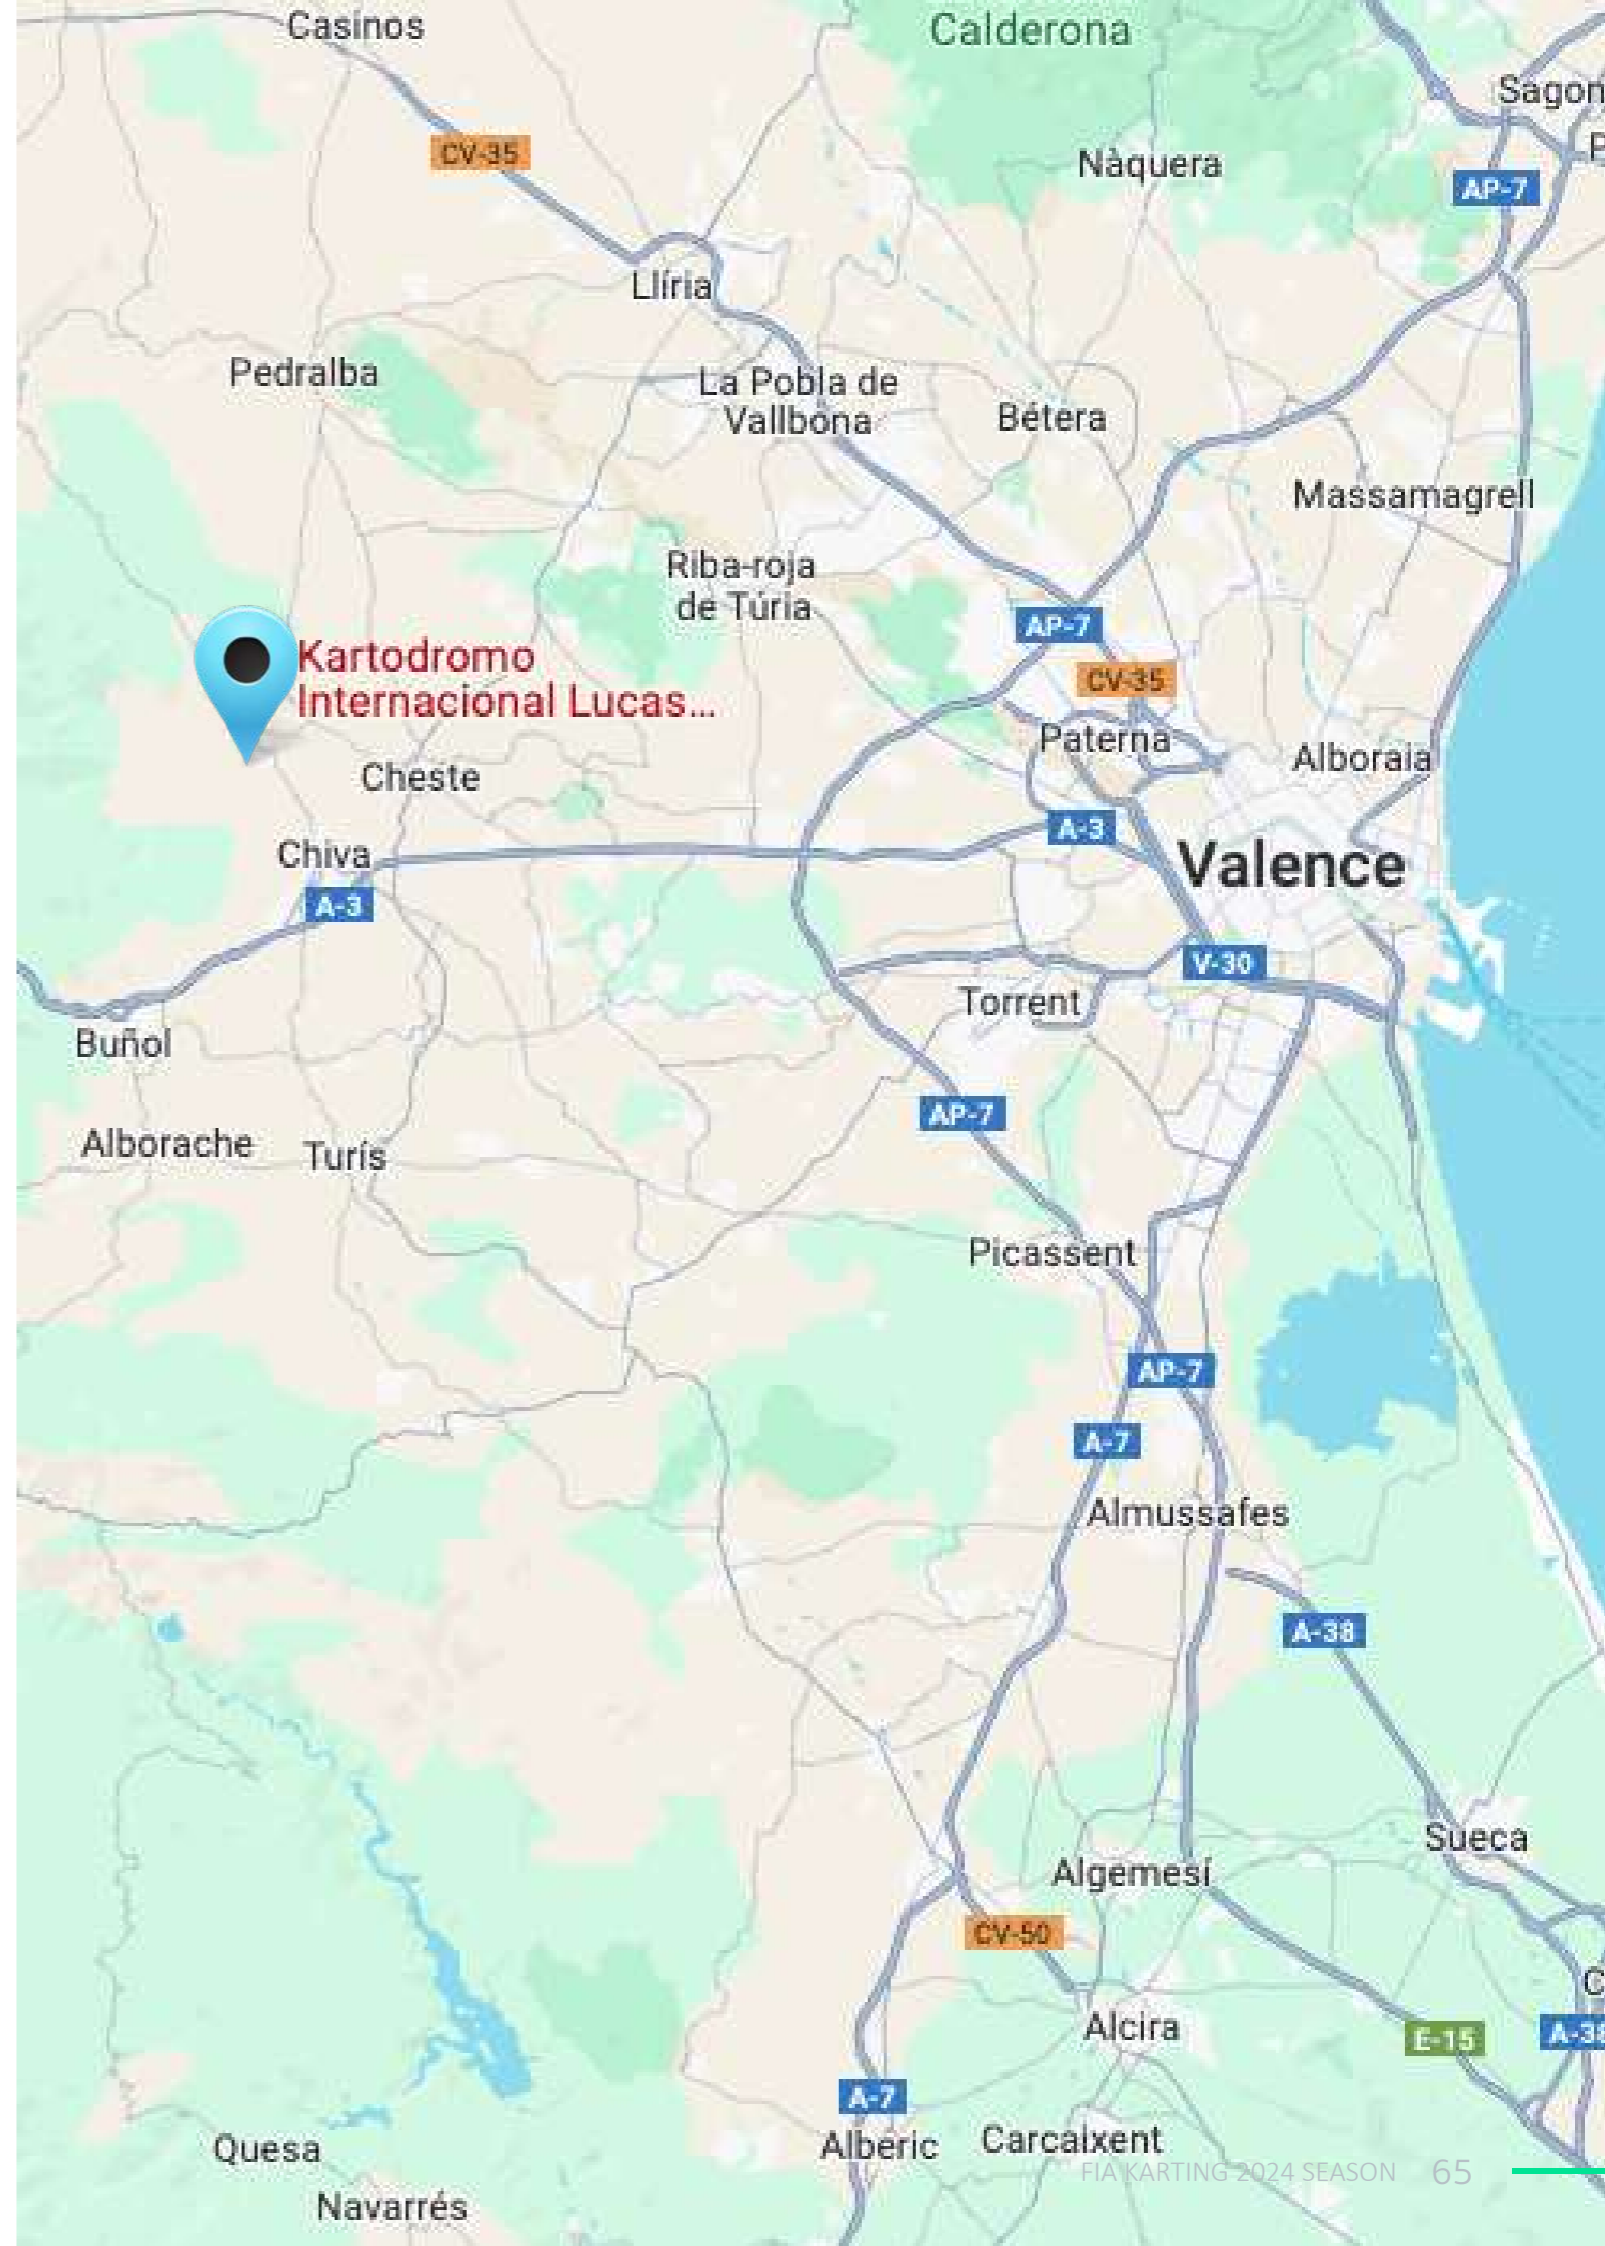 Casinos
Calderona
Sagon
CV-35
Nàquera
P
AP-7
Llíria
Pedralba
La Pobla de
Vallbona
Bétera
Massamagrell
Riba-roja
de Túria
AP-7
Kartodromo
Internacional Lucas...
CV-35
Paterna
Alboraia
Cheste
A-3
Chiva
Valence
A-3
V-30
Torrent
Buñol
AP-7
Alborache
Turís
Picassent
AP-7
A-7
Almussafes
A-38
Sueca
Algemesí
CV-50
C
Alcira
E-15
A-38
A-7
Quesa
Alberic
Carcaixent
FIA KARTING 2024 SEASON 65
Navarrés